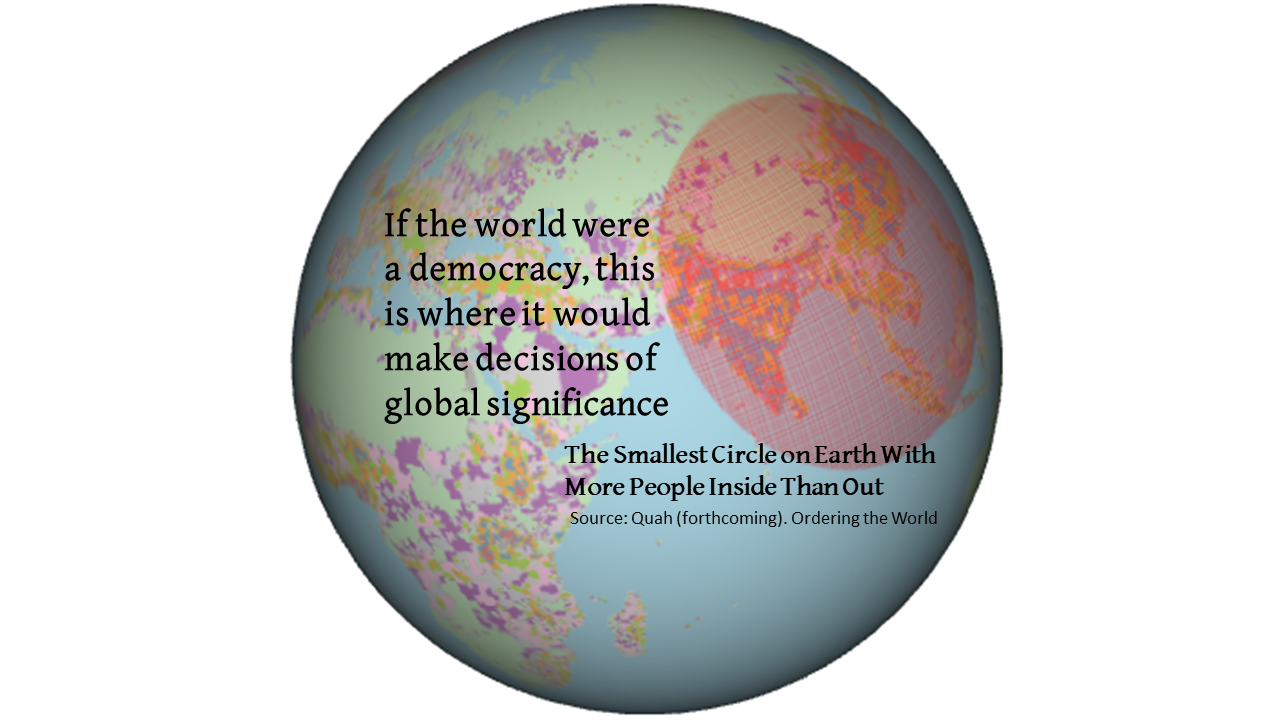 If the world were
a democracy, this
is where it would
make decisions of
global significance
The Smallest Circle on Earth With
More People Inside Than Out
Source: Quah (forthcoming). Ordering the World